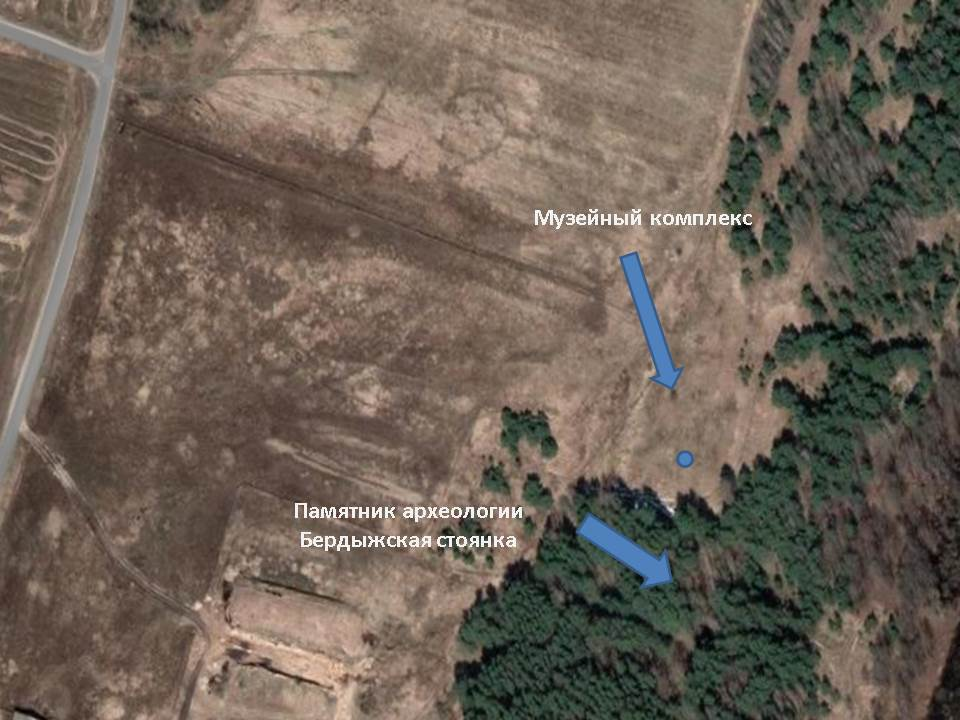 Музейный комплекс
Памятник археологии
Бердыжская стоянка